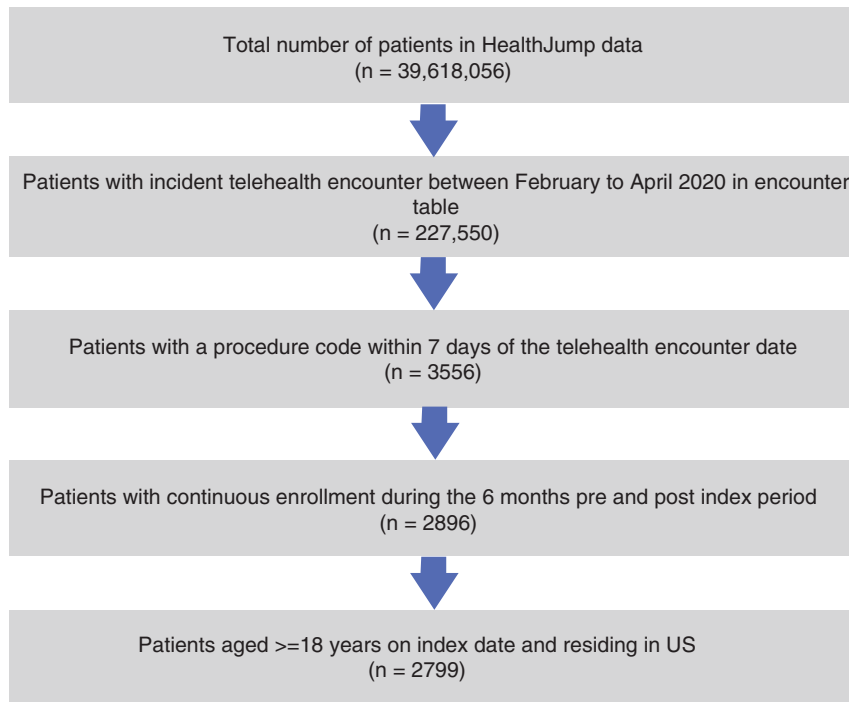 Total number of patients in HealthJump data
(n = 39,618,056)
Patients with incident telehealth encounter between February to April 2020 in encounter
table
(n = 227,550)
Patients with a procedure code within 7 days of the telehealth encounter date
(n = 3556)
Patients with continuous enrollment during the 6 months pre and post index period
(n = 2896)
Patients aged >=18 years on index date and residing in US
(n = 2799)